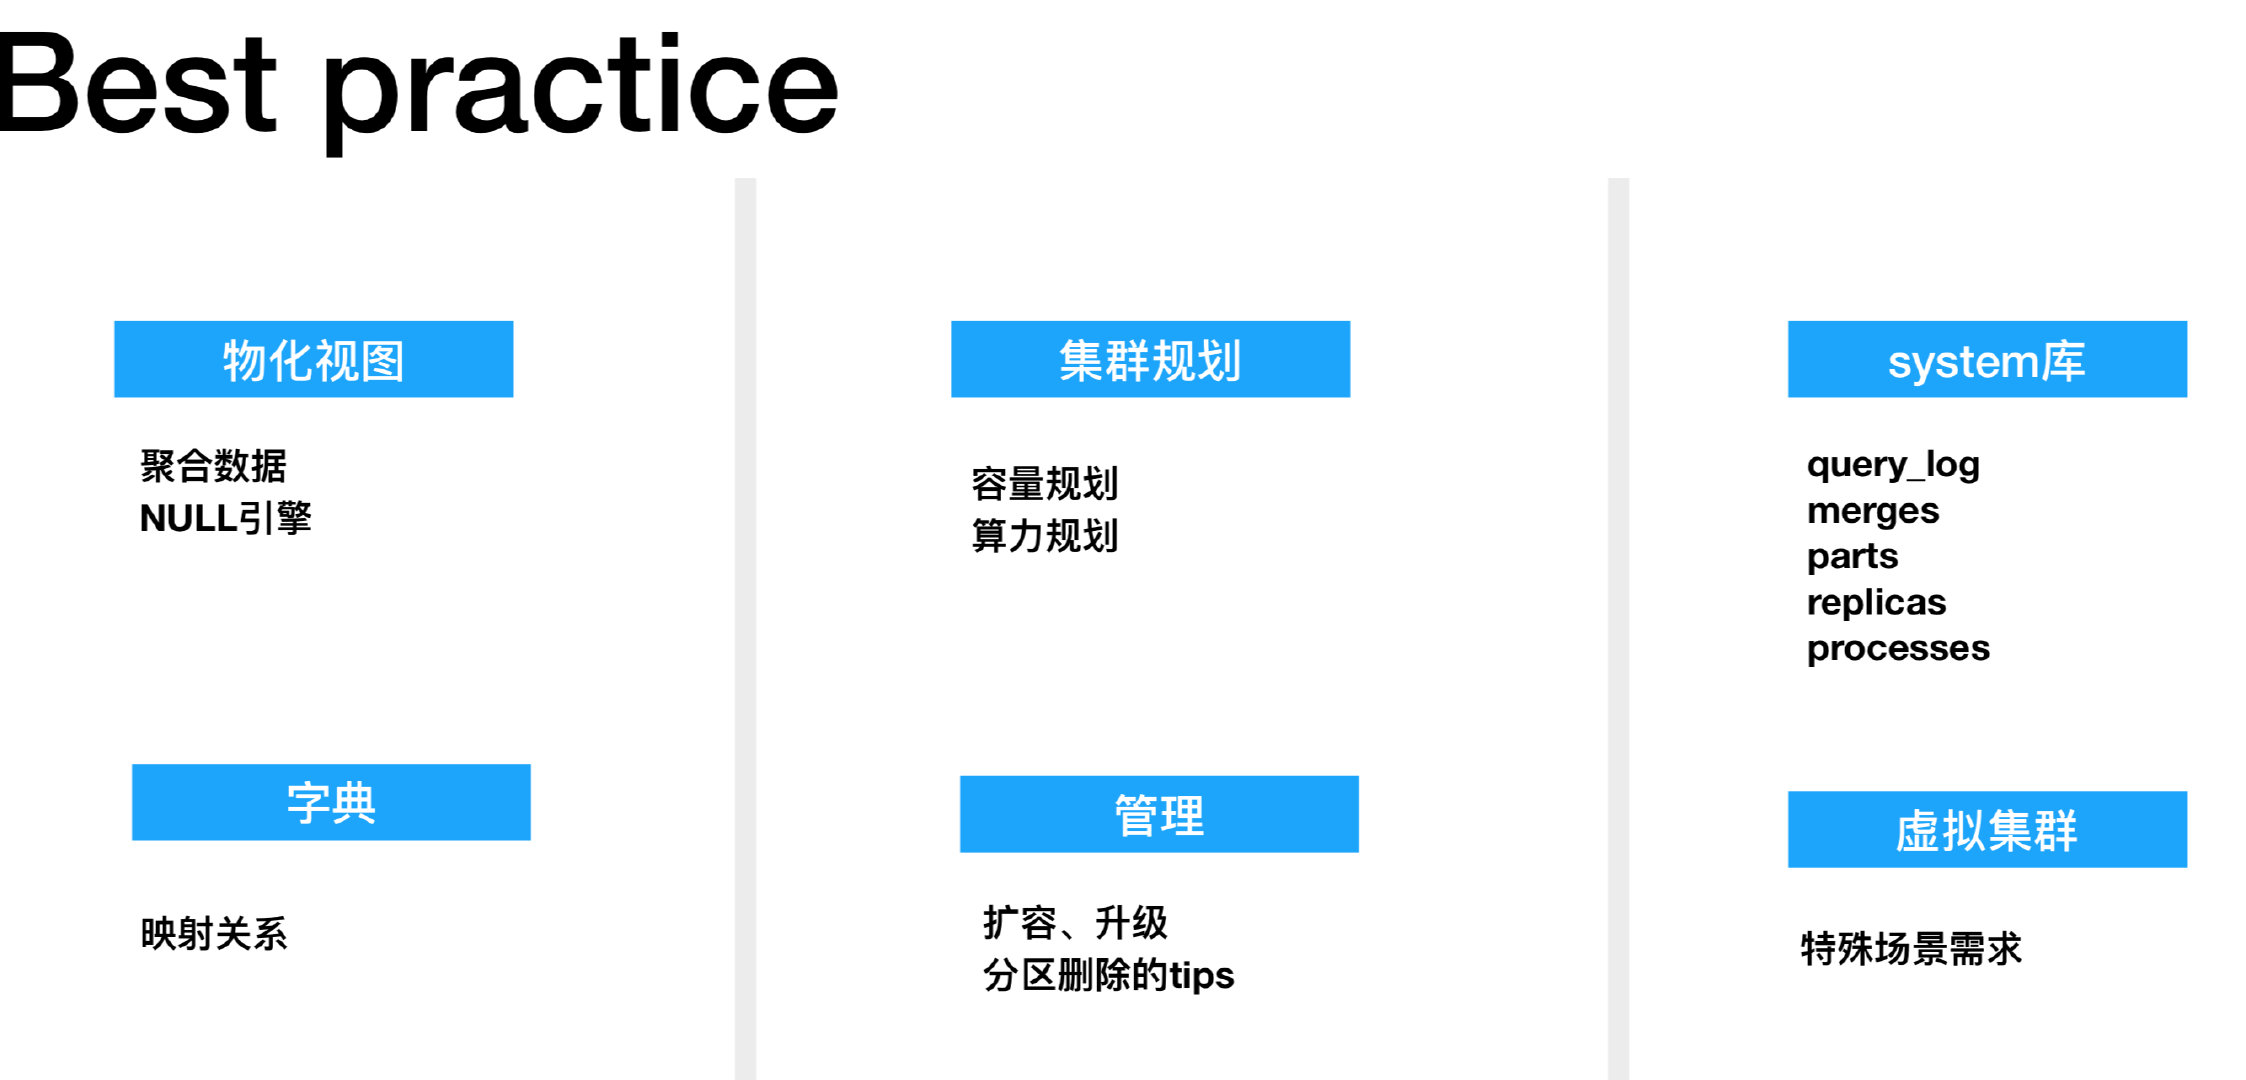 Best practice
物化视图
聚合数据
NULL引擎
字典
映射关系
集群规划
容量规划
算力规划
管理
扩容、升级
分区删除的tips
system库
query_log
merges
parts
replicas
processes
虚拟集群
特殊场景需求